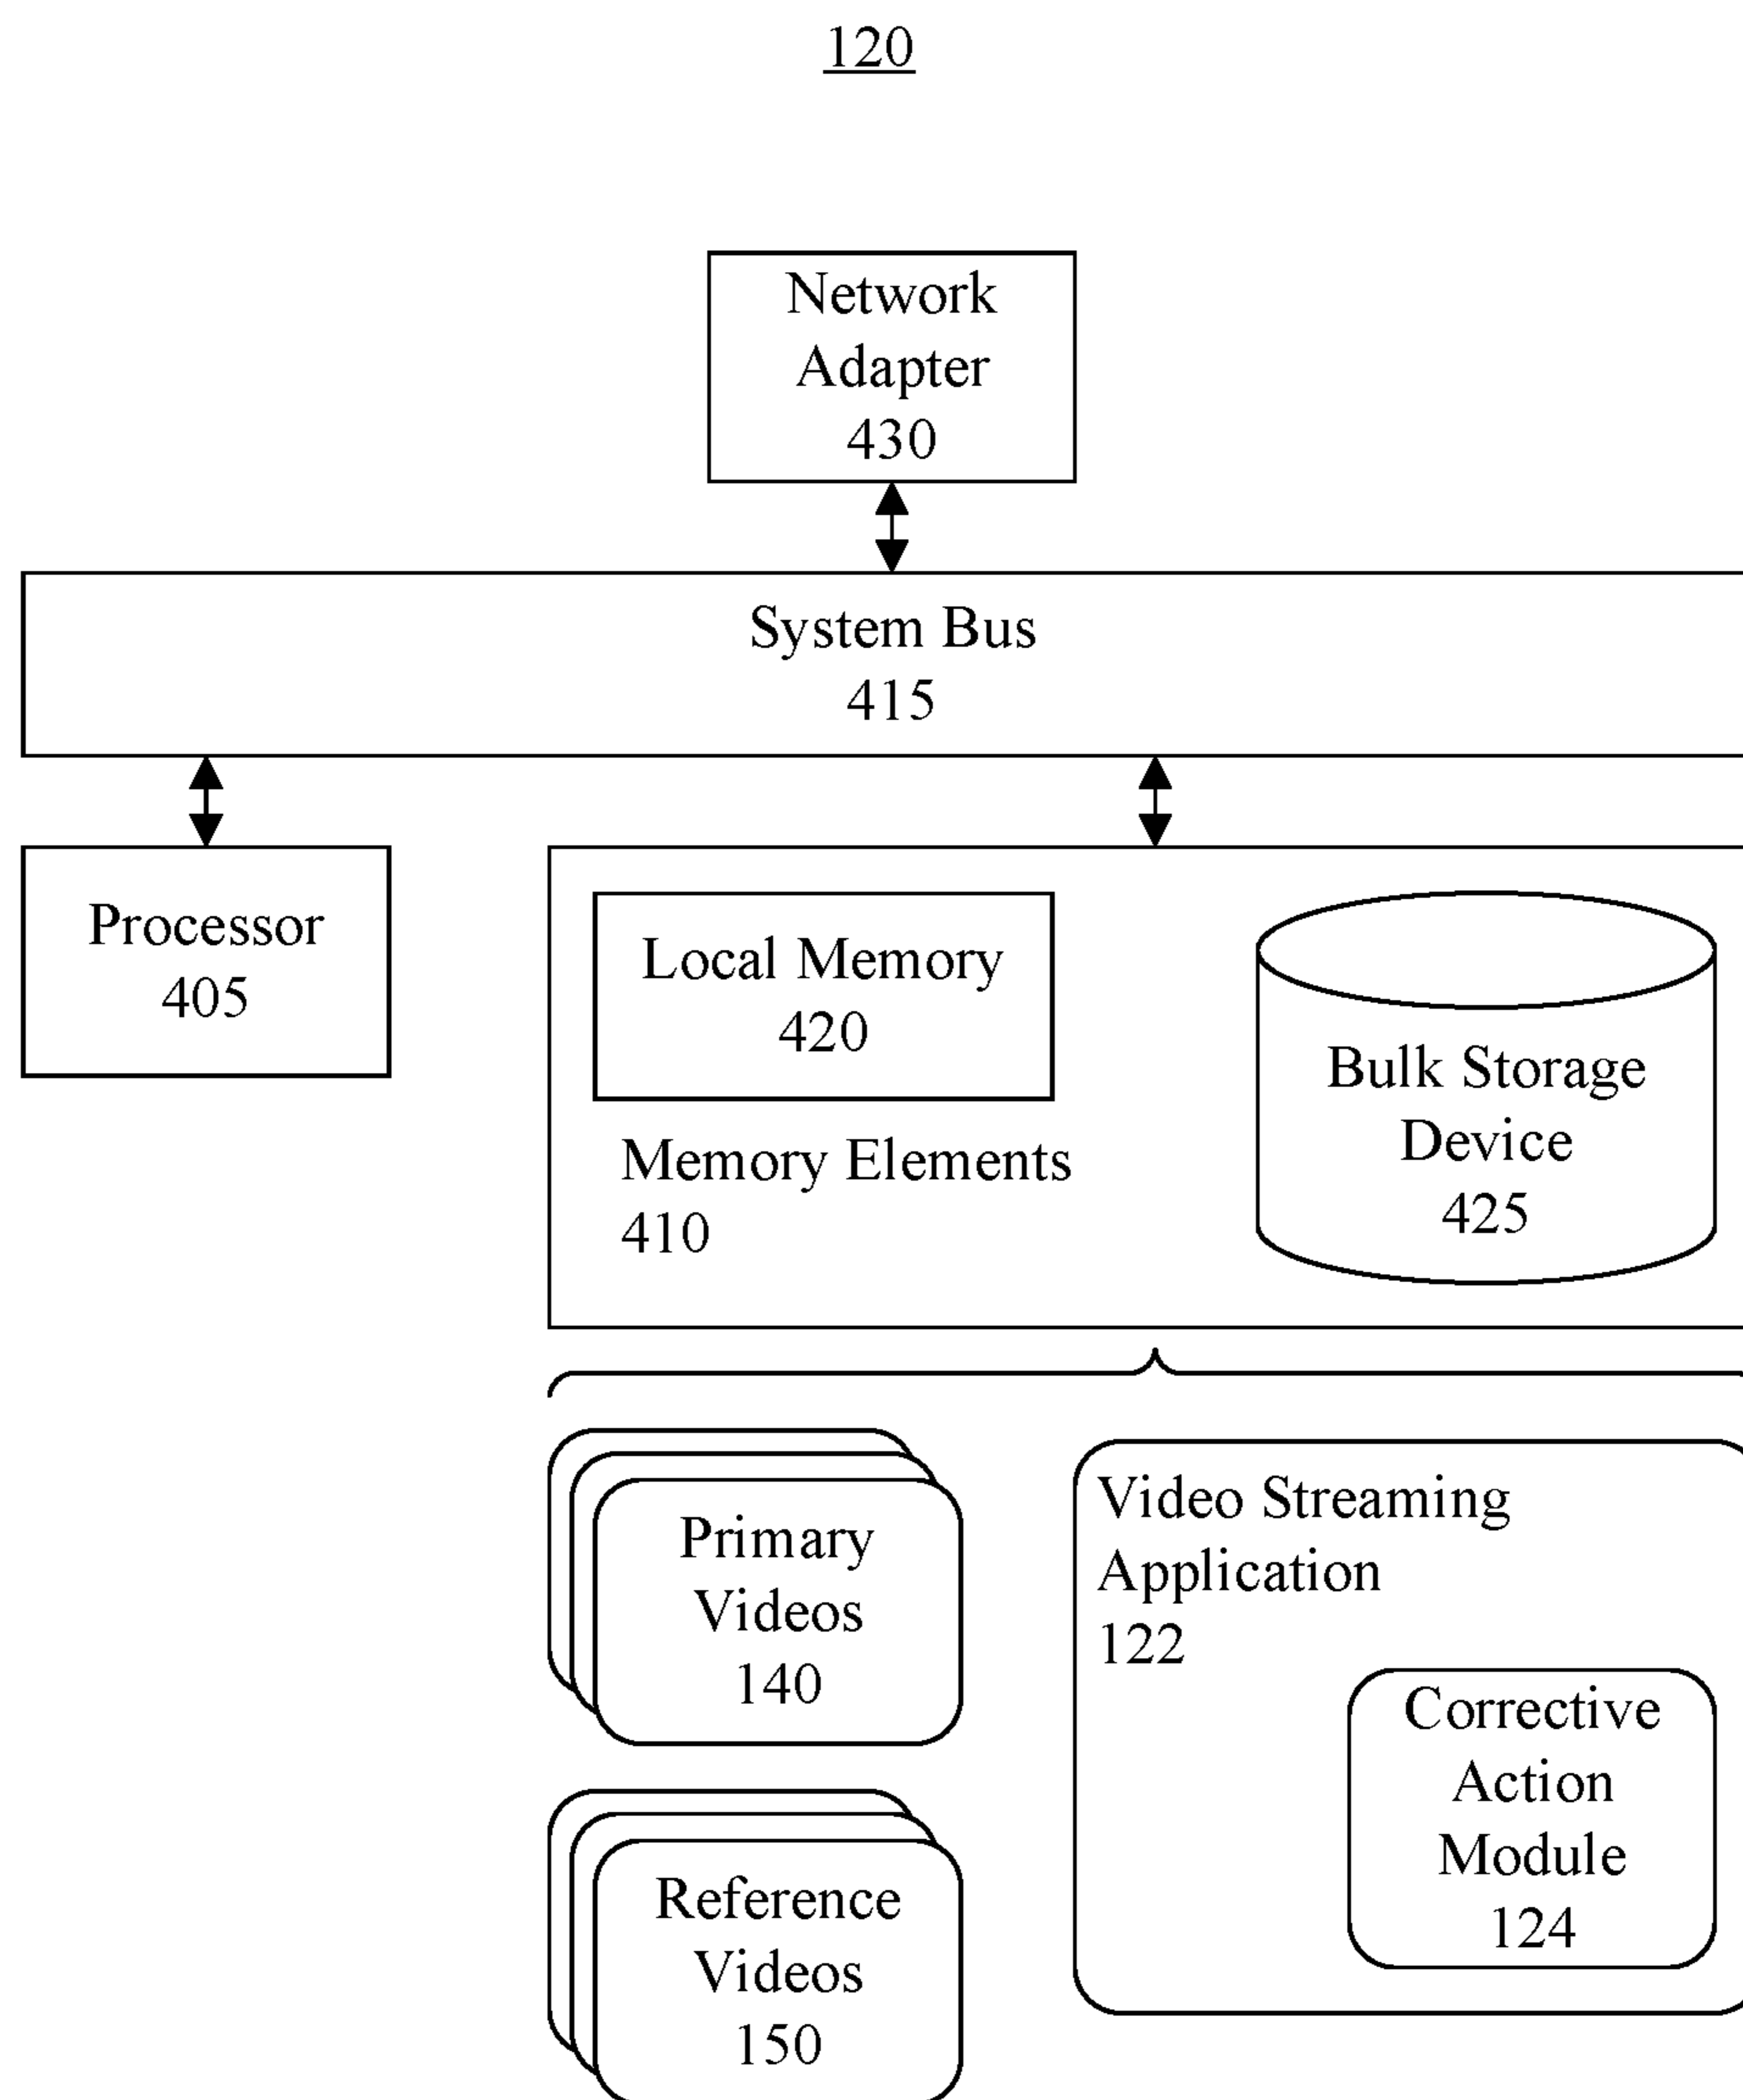 120
Network
Adapter
430
System Bus
415
Processor
405
Local Memory
420
Memory Elements
410
Bulk Storage
Device
425
Primary
Videos
140
Reference
Videos
150
Video Streaming
Application
122
Corrective
Action
Module
124